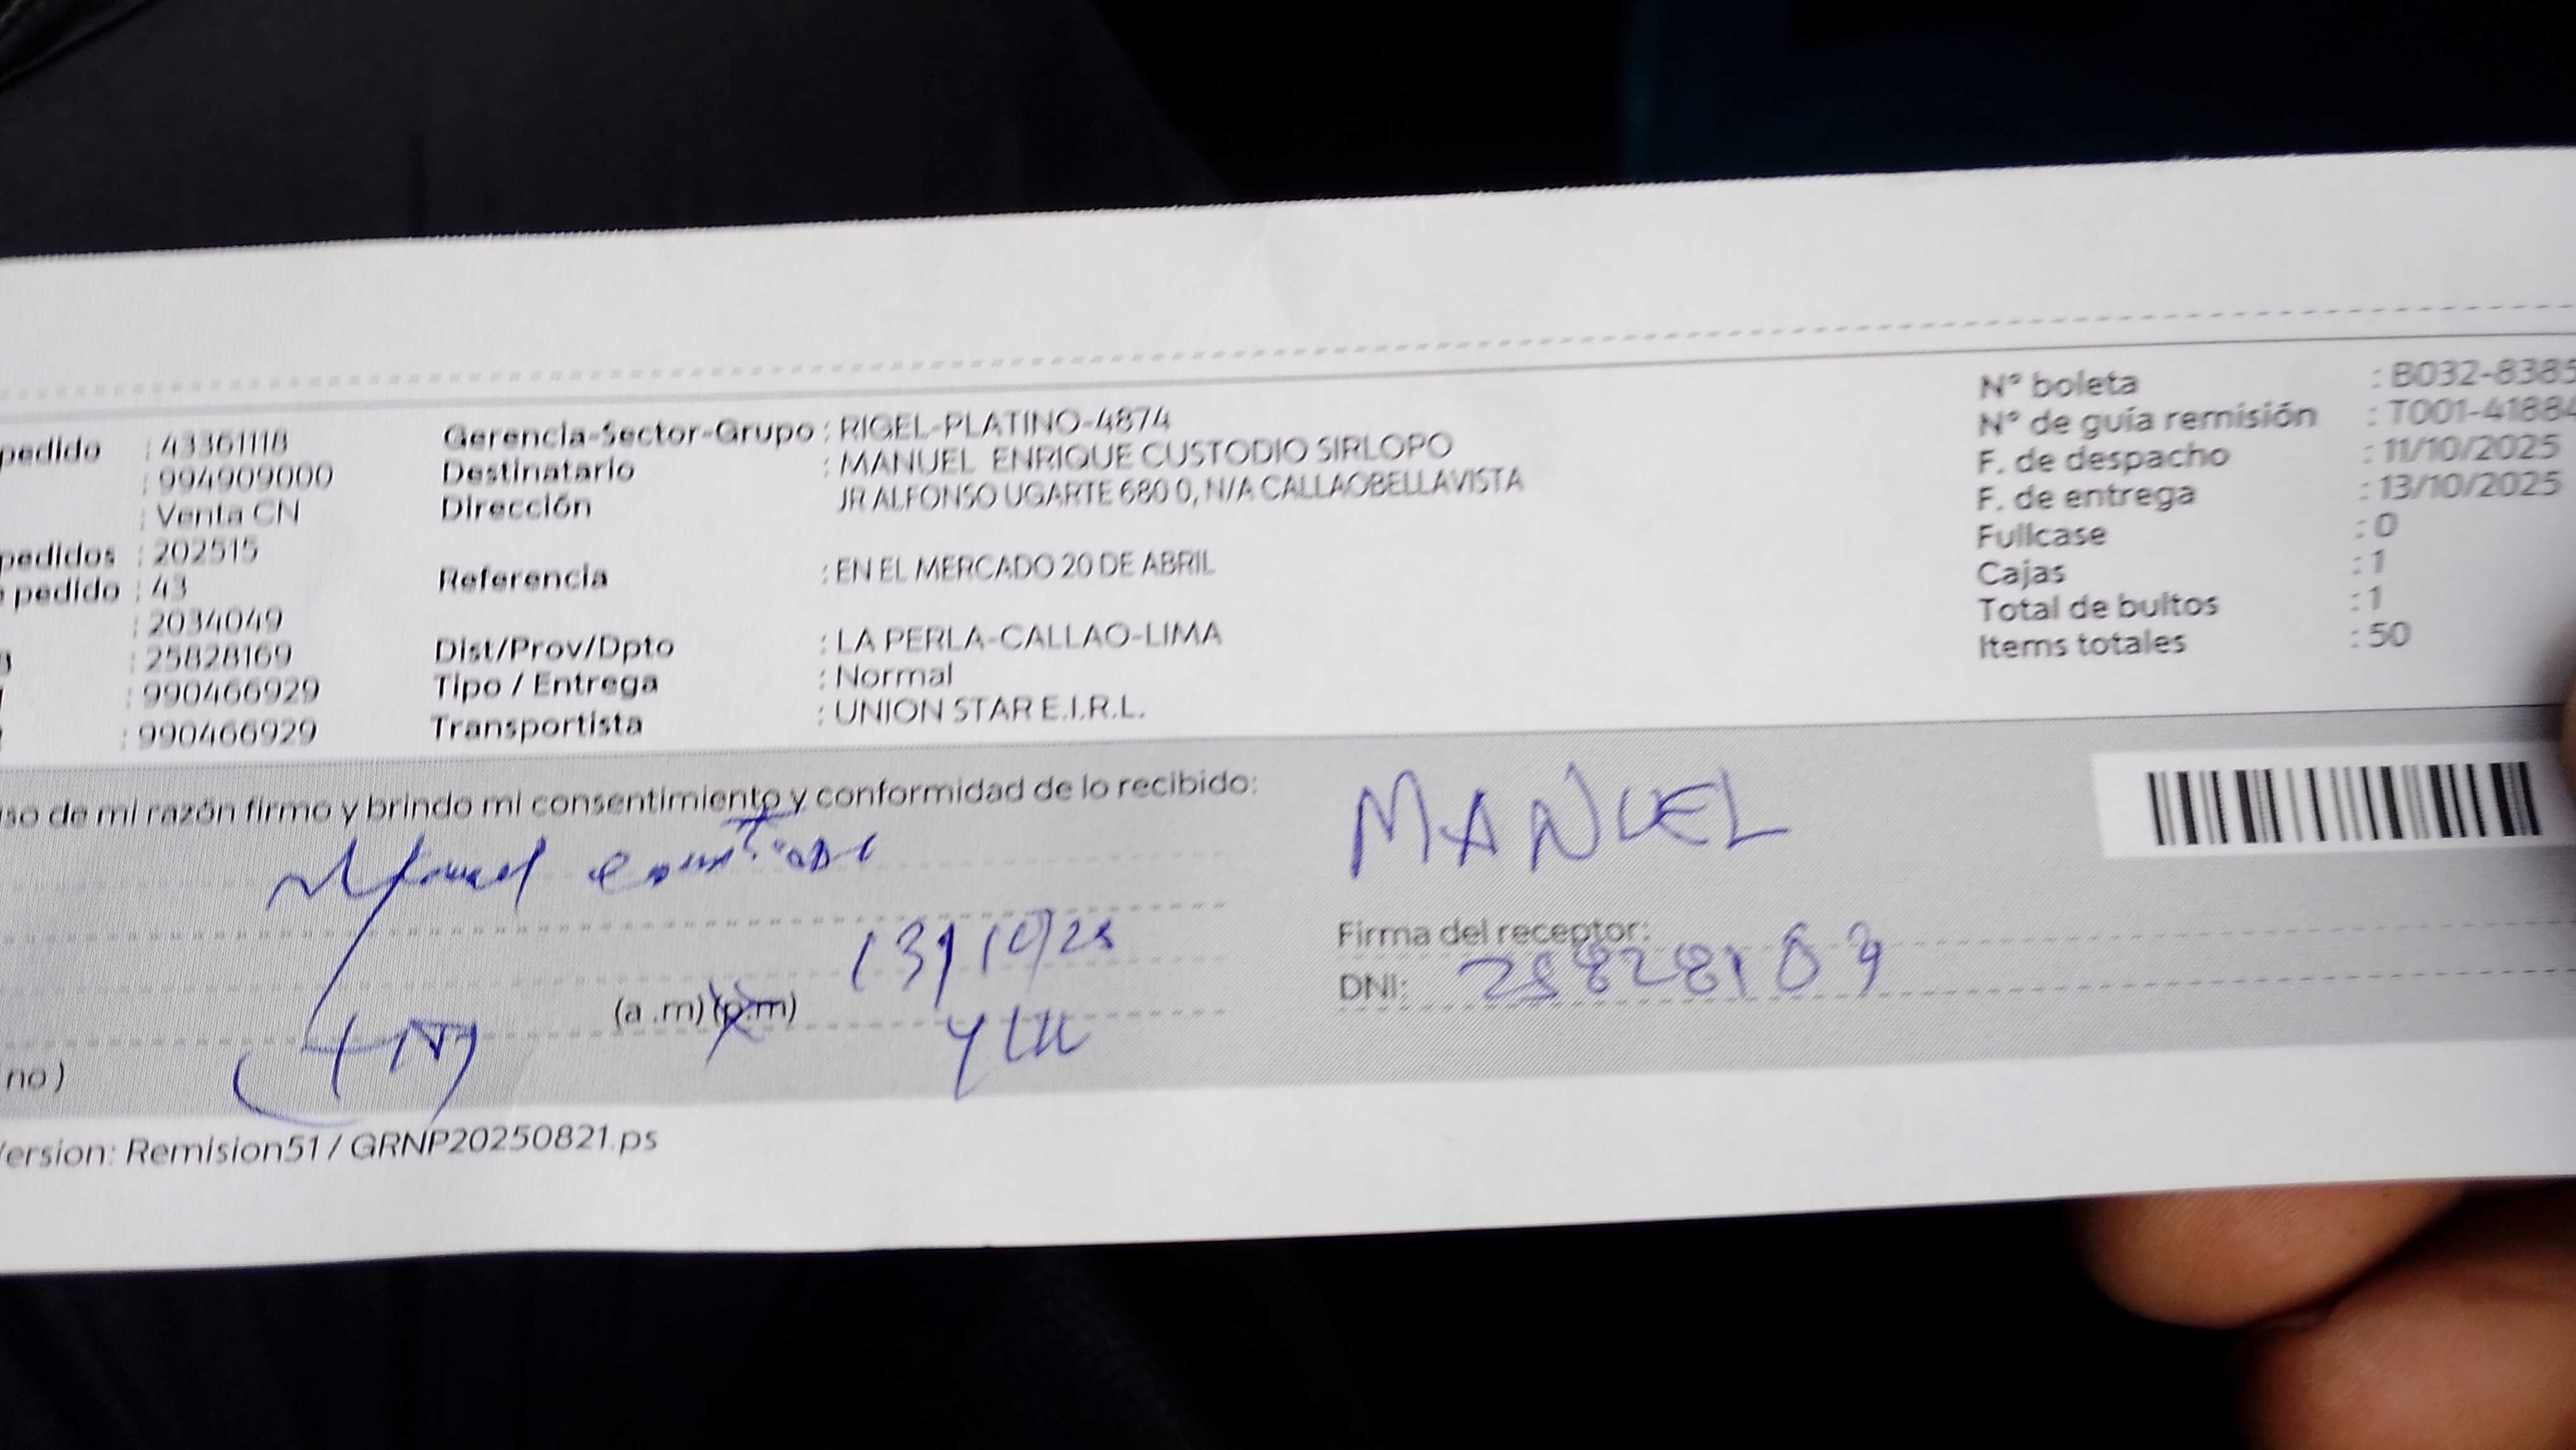 pedido : 43361118
: 994909000
: Venta CN
pedidos : 202515
pedido : 43
: 2034049
: 25828169
: 990466929
: 990466929
Gerencia-Sector-Grupo : RIGEL-PLATINO-4874
Destinatario : MANUEL ENRIQUE CUSTODIO SIRLOPO
Dirección JR ALFONSO UGARTE 680 0, N/A CALLAOBELLAVISTA
Referencia : EN EL MERCADO 20 DE ABRIL
Dist/Prov/Dpto : LA PERLA-CALLAO-LIMA
Tipo / Entrega : Normal
Transportista : UNION STAR E.I.R.L.
N° boleta : B032-8385
N° de guía remisión : T001-41884
F. de despacho : 11/10/2025
F. de entrega : 13/10/2025
Fullcase : 0
Cajas : 1
Total de bultos : 1
Items totales : 50
uso de mi razón firmo y brindo mi consentimiento y conformidad de lo recibido:
MANUEL
13/10/25
Firma del receptor:
(a .m) (p.m)
DNI:
no )
Version: Remision51 / GRNP20250821.ps